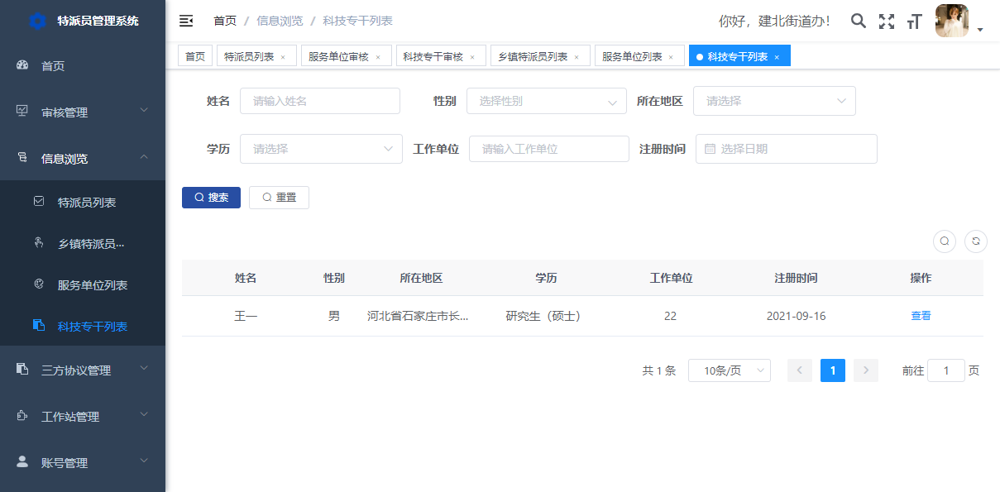 特派员管理系统
首页
审核管理
信息浏览
特派员列表
乡镇特派员...
服务单位列表
科技专干列表
三方协议管理
工作站管理
账号管理
首页 / 信息浏览 / 科技专干列表
你好，建北街道办！
首页 特派员列表 × 服务单位审核 × 科技专干审核 × 乡镇特派员列表 × 服务单位列表 × 科技专干列表 ×
姓名 请输入姓名 性别 选择性别 所在地区 请选择
学历 请选择 工作单位 请输入工作单位 注册时间 选择日期
搜索 重置
姓名 性别 所在地区 学历 工作单位 注册时间 操作
王一 男 河北省石家庄市长... 研究生（硕士） 22 2021-09-16 查看
共 1 条 10条/页 1 前往 1 页